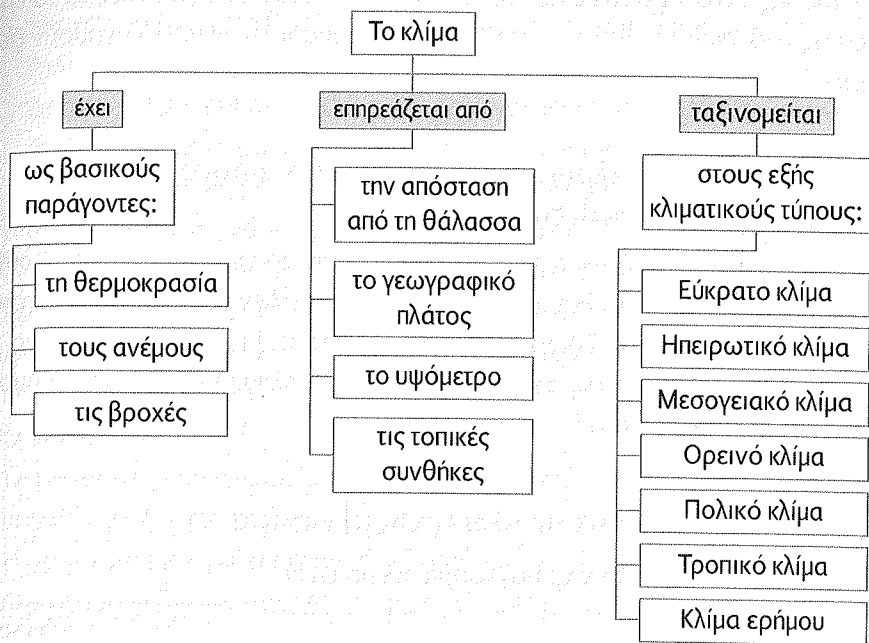 Το κλίμα
έχει
ως βασικούς
παράγοντες:
τη θερμοκρασία
τους ανέμους
τις βροχές
επηρεάζεται από
την απόσταση
από τη θάλασσα
το γεωγραφικό
πλάτος
το υψόμετρο
τις τοπικές
συνθήκες
ταξινομείται
στους εξής
κλιματικούς τύπους:
Εύκρατο κλίμα
Ηπειρωτικό κλίμα
Μεσογειακό κλίμα
Ορεινό κλίμα
Πολικό κλίμα
Τροπικό κλίμα
Κλίμα ερήμου